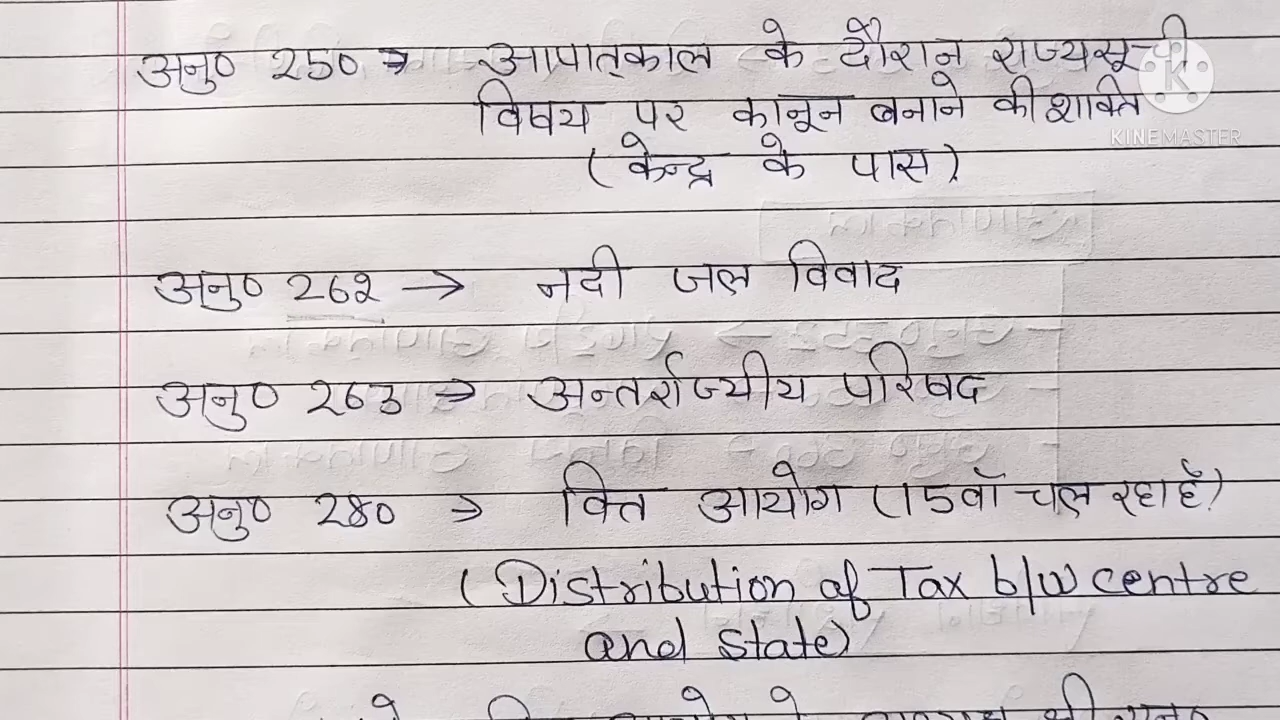 अनु० 250 → आपात्काल के दौरान राज्यसूची
विषय पर कानून बनाने की शक्ति
(केन्द्र के पास)
KINEMASTER
अनु० 262 → नदी जल विवाद
अनु० 263 → अन्तर्राज्यीय परिषद
अनु० 280 → वित्त आयोग (15वाँ चल रहा है)
(Distribution of Tax b/w centre
and State)